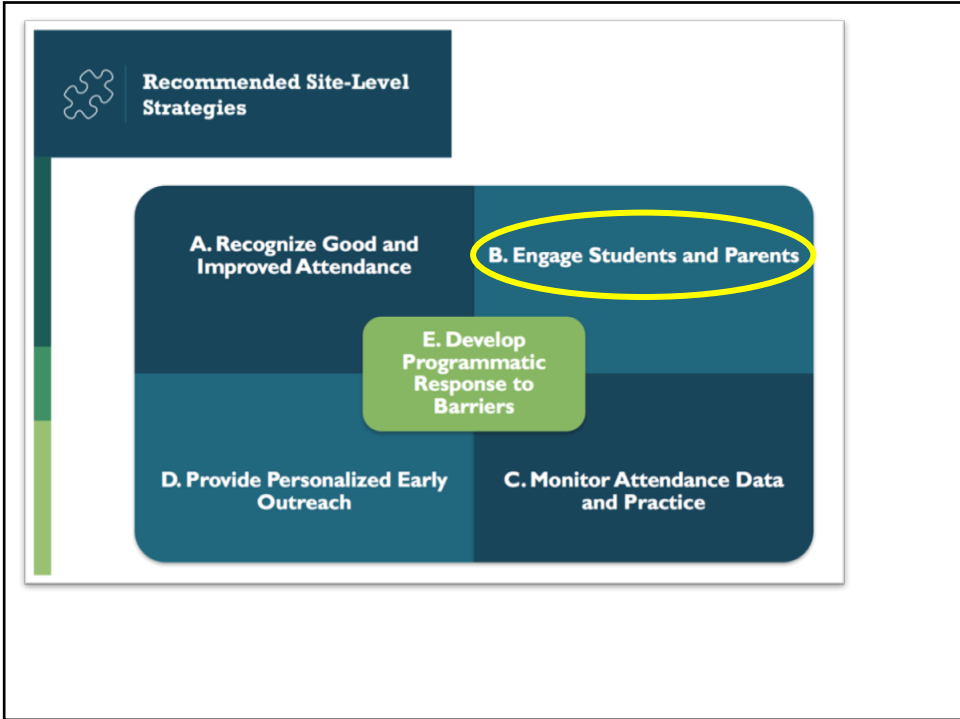 Recommended Site-Level
Strategies
A. Recognize Good and
Improved Attendance
B. Engage Students and Parents
E. Develop
Programmatic
Response to
Barriers
D. Provide Personalized Early
Outreach
C. Monitor Attendance Data
and Practice